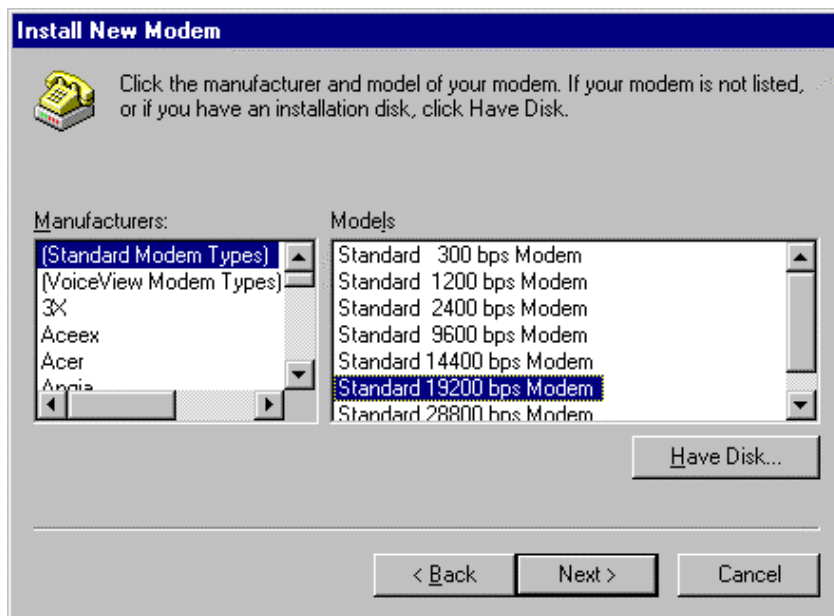 Install New Modem
Click the manufacturer and model of your modem. If your modem is not listed,
or if you have an installation disk, click Have Disk.
Manufacturers:
(Standard Modem Types)
(VoiceView Modem Types)
3X
Aceex
Acer
Angia
Models
Standard   300 bps Modem
Standard  1200 bps Modem
Standard  2400 bps Modem
Standard  9600 bps Modem
Standard 14400 bps Modem
Standard 19200 bps Modem
Standard 28800 bps Modem
Have Disk...
< Back
Next >
Cancel